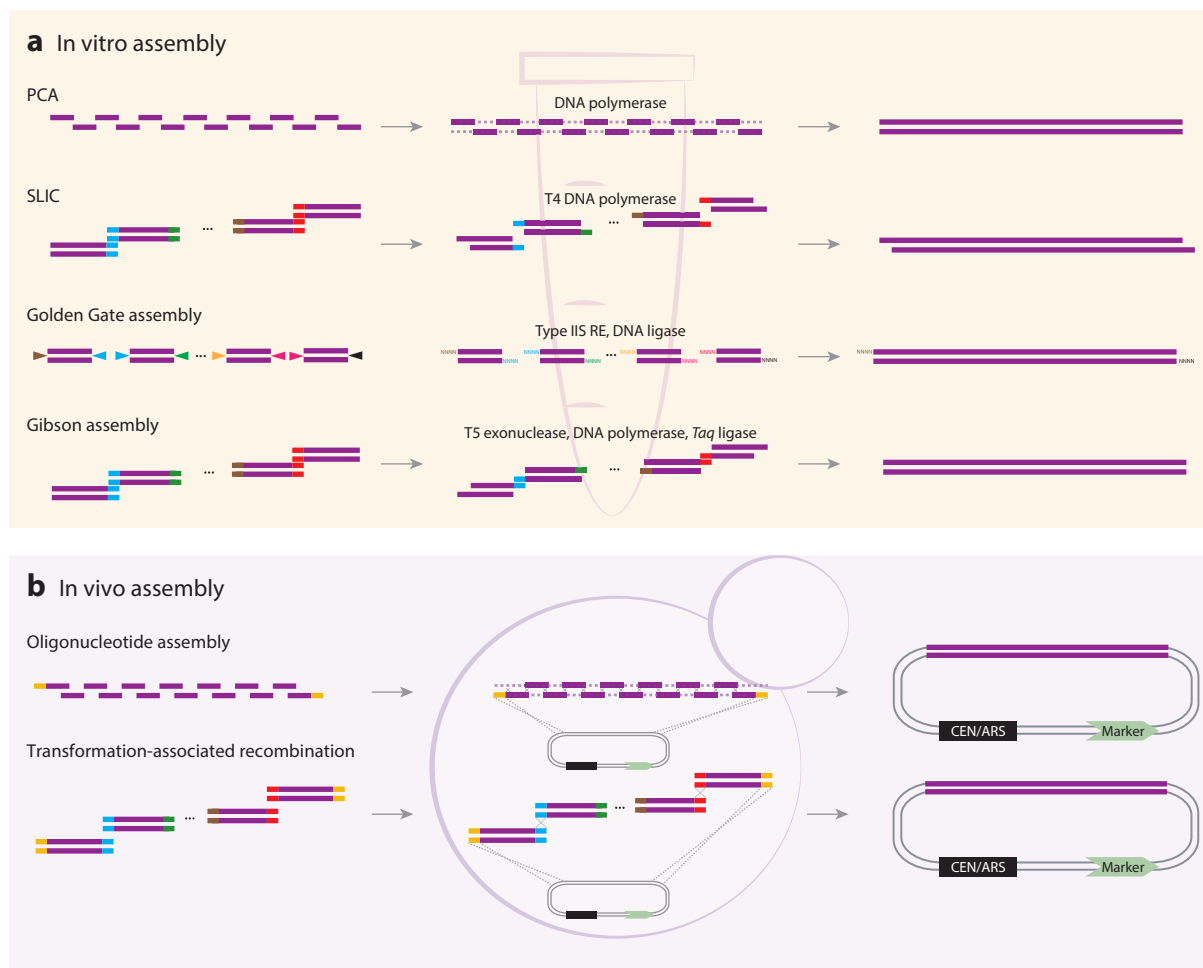 a In vitro assembly
PCA
DNA polymerase
SLIC
T4 DNA polymerase
...
...
Golden Gate assembly
Type IIS RE, DNA ligase
...
NNNN NNNN NNNN NNNN ... NNNN NNNN NNNN NNNN
NNNN NNNN
Gibson assembly
T5 exonuclease, DNA polymerase, Taq ligase
...
...
b In vivo assembly
Oligonucleotide assembly
CEN/ARS Marker
Transformation-associated recombination
...
...
CEN/ARS Marker